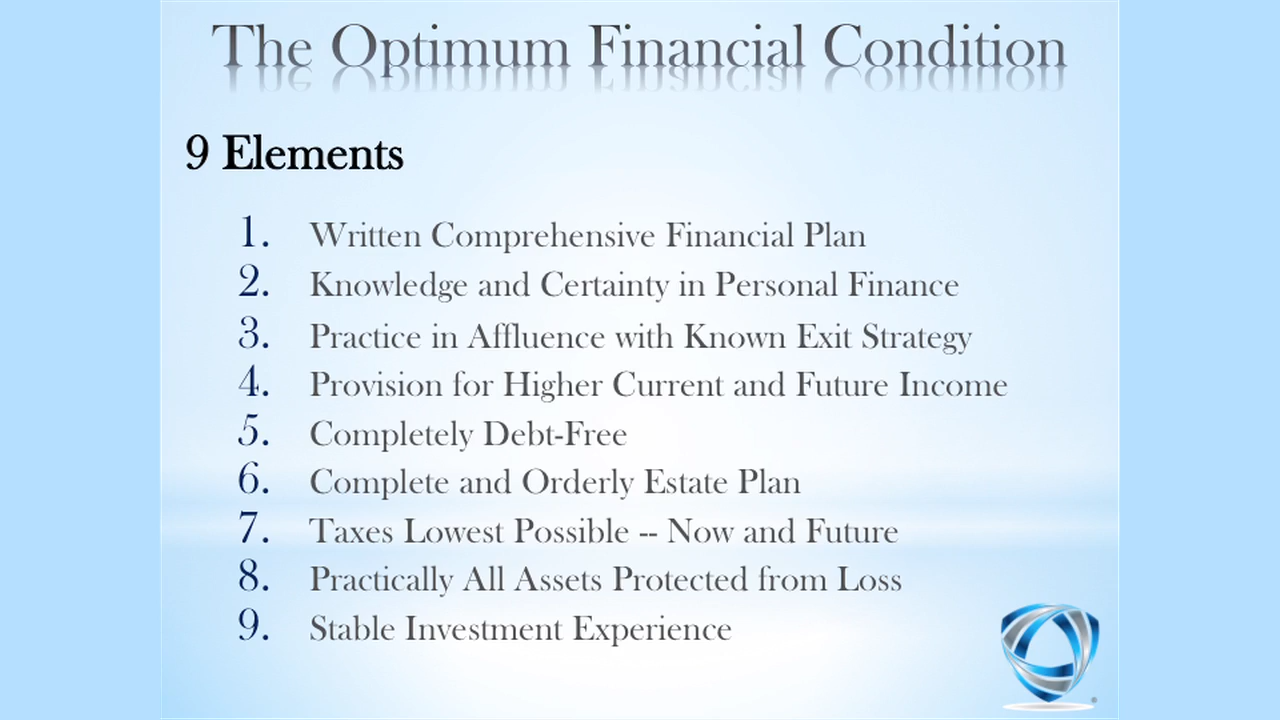 The Optimum Financial Condition
9 Elements
1. Written Comprehensive Financial Plan
2. Knowledge and Certainty in Personal Finance
3. Practice in Affluence with Known Exit Strategy
4. Provision for Higher Current and Future Income
5. Completely Debt-Free
6. Complete and Orderly Estate Plan
7. Taxes Lowest Possible -- Now and Future
8. Practically All Assets Protected from Loss
9. Stable Investment Experience
®